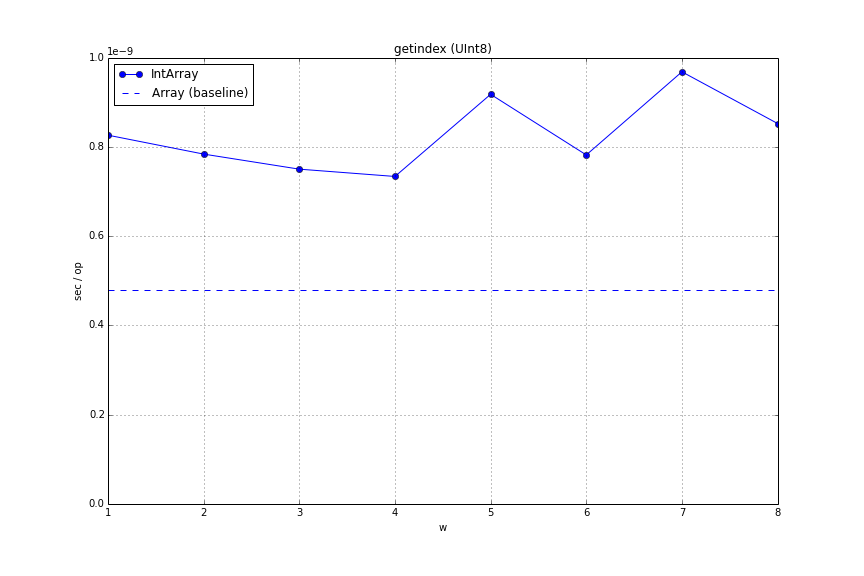 getindex (UInt8)
1e−9
1.0
IntArray
Array (baseline)
0.8
0.6
sec / op
0.4
0.2
0.0
1 2 3 4 5 6 7 8
w